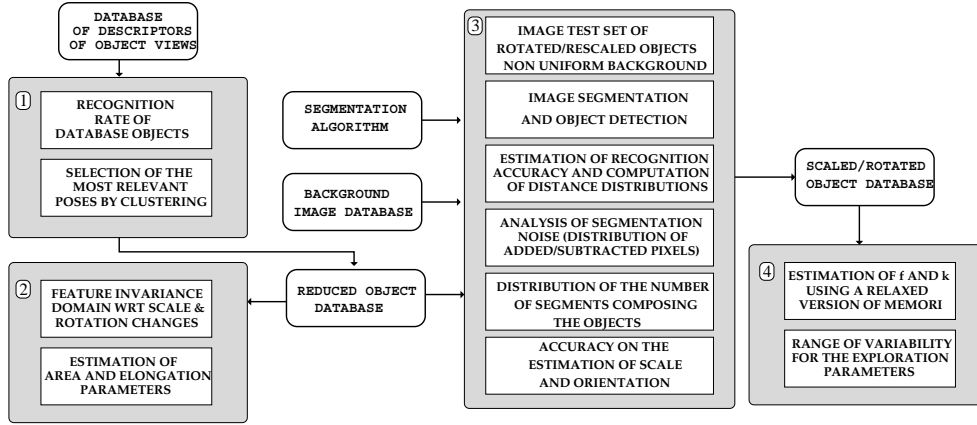 DATABASE
OF DESCRIPTORS
OF OBJECT VIEWS
1
RECOGNITION
RATE OF
DATABASE OBJECTS
SELECTION OF THE
MOST RELEVANT
POSES BY CLUSTERING
2
FEATURE INVARIANCE
DOMAIN WRT SCALE &
ROTATION CHANGES
ESTIMATION OF
AREA AND ELONGATION
PARAMETERS
SEGMENTATION
ALGORITHM
BACKGROUND
IMAGE DATABASE
REDUCED OBJECT
DATABASE
3
IMAGE TEST SET OF
ROTATED/RESCALED OBJECTS
NON UNIFORM BACKGROUND
IMAGE SEGMENTATION
AND OBJECT DETECTION
ESTIMATION OF RECOGNITION
ACCURACY AND COMPUTATION
OF DISTANCE DISTRIBUTIONS
ANALYSIS OF SEGMENTATION
NOISE (DISTRIBUTION OF
ADDED/SUBTRACTED PIXELS)
DISTRIBUTION OF THE NUMBER
OF SEGMENTS COMPOSING
THE OBJECTS
ACCURACY ON THE
ESTIMATION OF SCALE
AND ORIENTATION
SCALED/ROTATED
OBJECT DATABASE
4
ESTIMATION OF f AND k
USING A RELAXED
VERSION OF MEMORI
RANGE OF VARIABILITY
FOR THE EXPLORATION
PARAMETERS